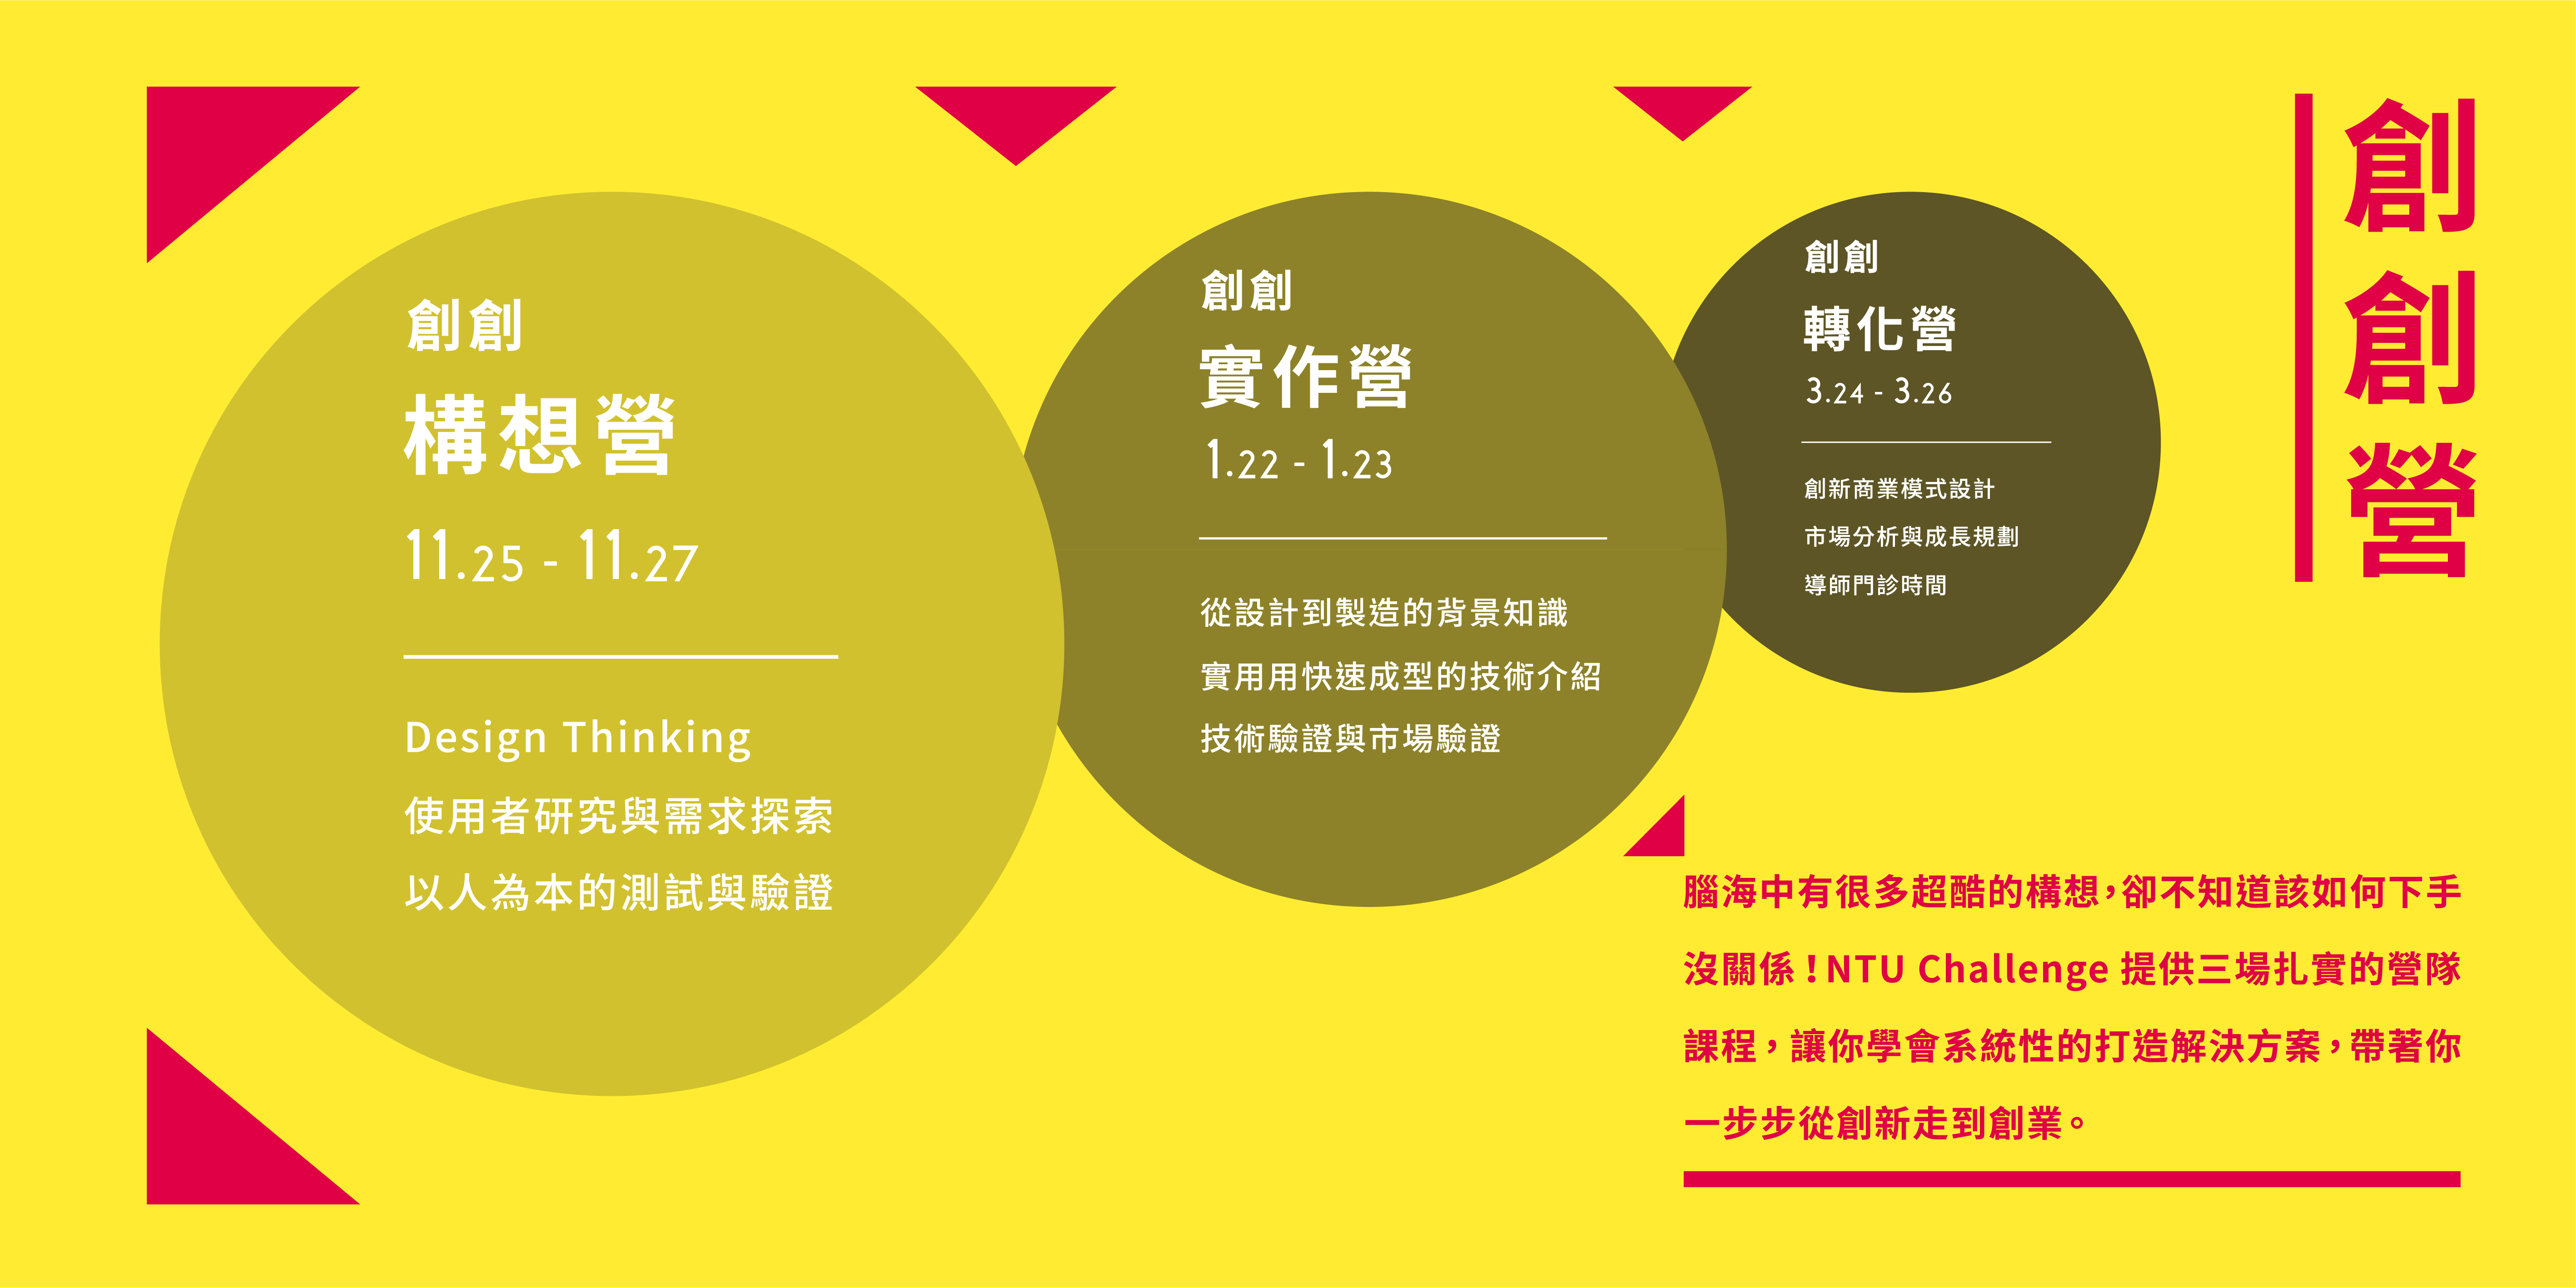 創創營
創創
構想營
11.25 - 11.27
Design Thinking
使用者研究與需求探索
以人為本的測試與驗證
創創
實作營
1.22 - 1.23
從設計到製造的背景知識
實用用快速成型的技術介紹
技術驗證與市場驗證
創創
轉化營
3.24 - 3.26
創新商業模式設計
市場分析與成長規劃
導師門診時間
腦海中有很多超酷的構想，卻不知道該如何下手
沒關係！NTU Challenge 提供三場扎實的營隊
課程，讓你學會系統性的打造解決方案，帶著你
一步步從創新走到創業。